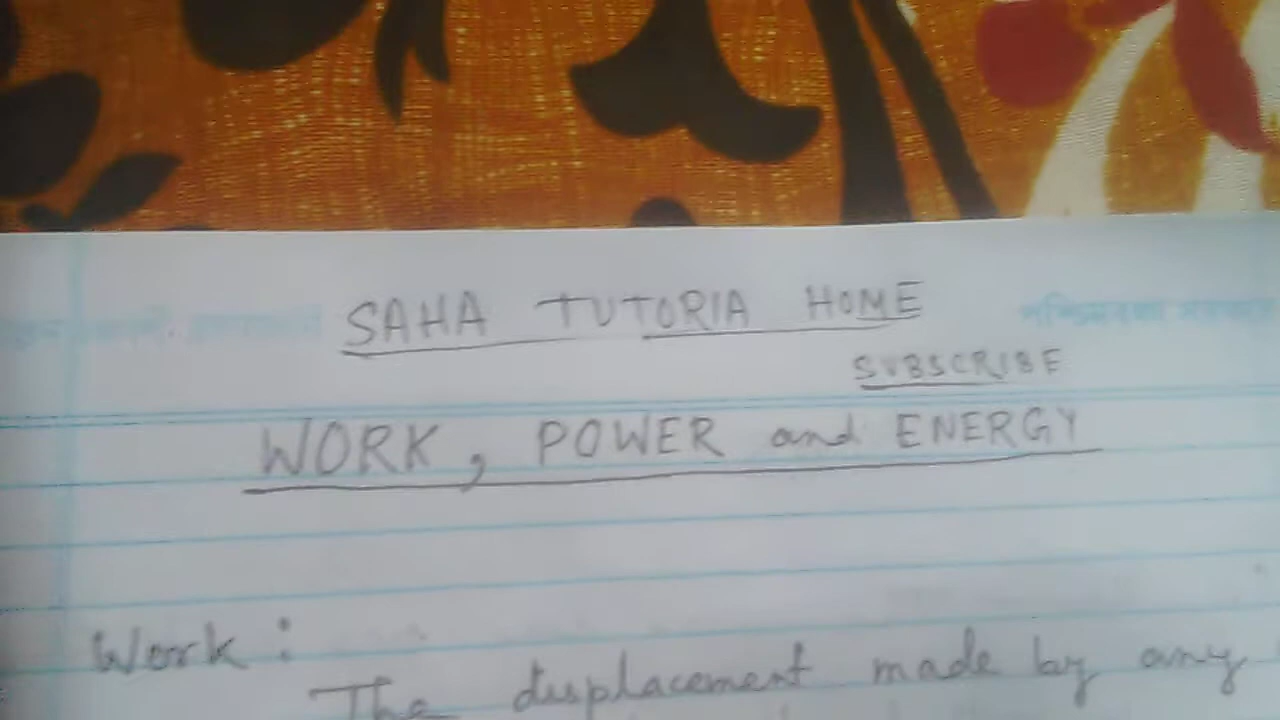 SAHA TUTORIA HOME
SUBSCRIBE
WORK, POWER and ENERGY
Work :
The displacement made by any